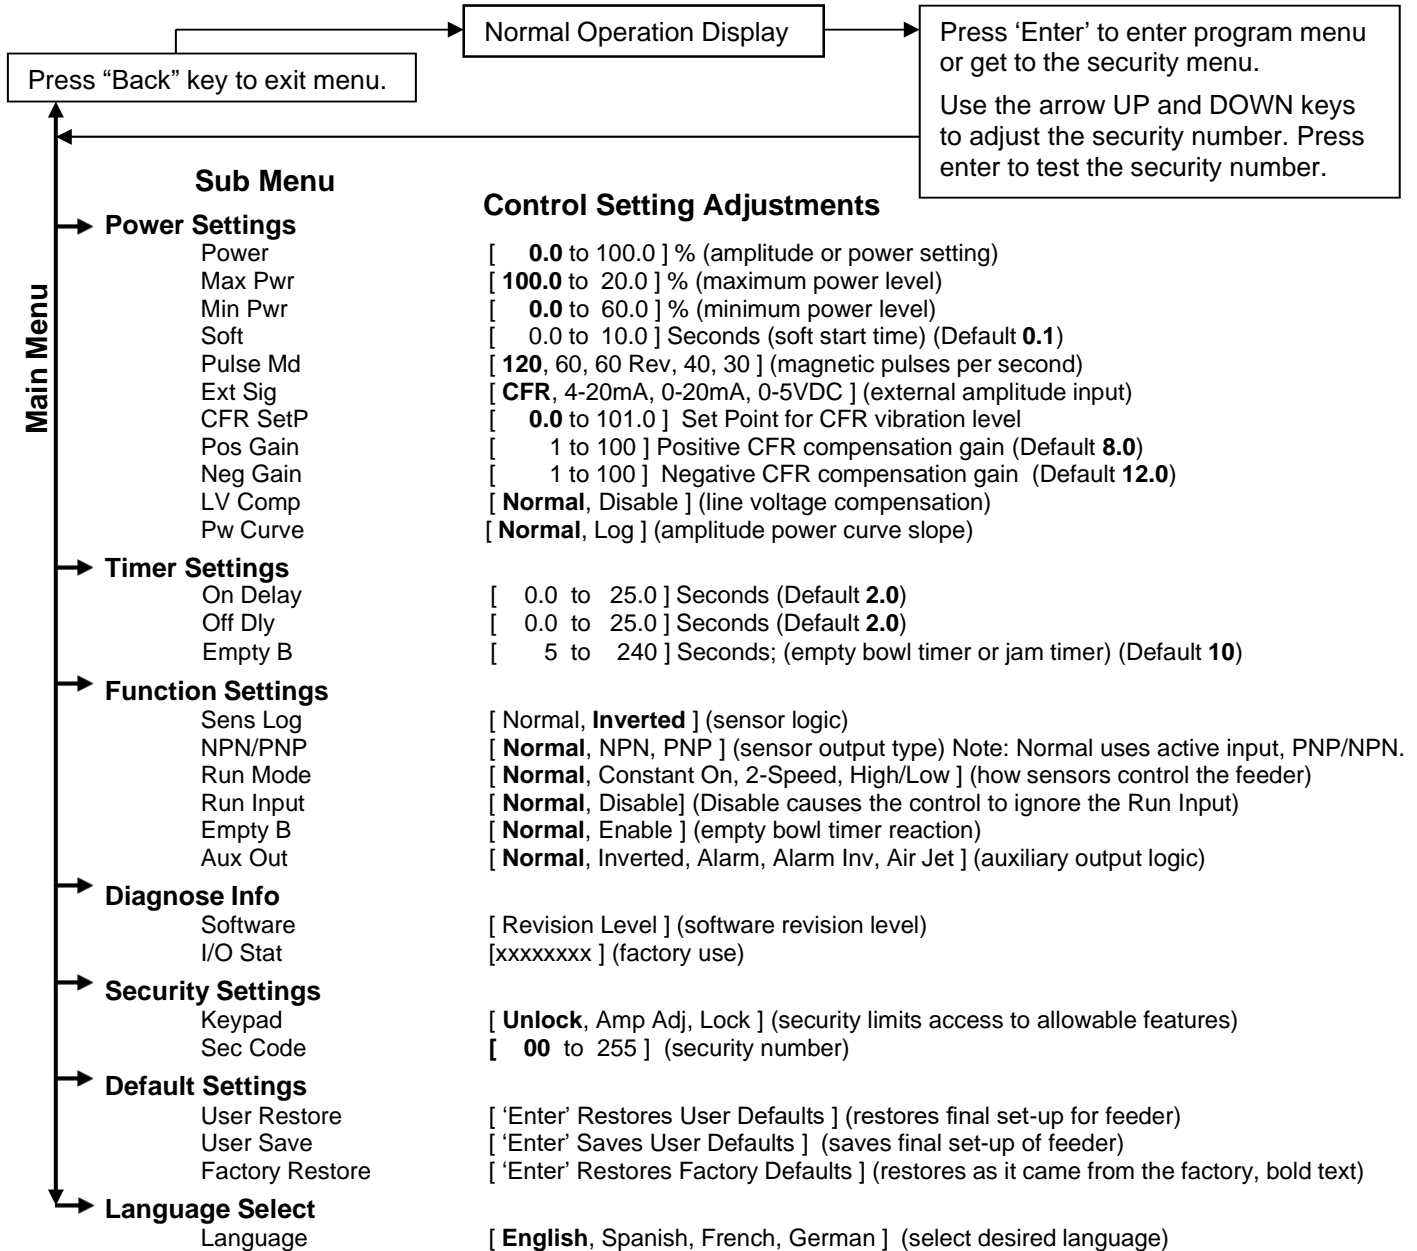 Normal Operation Display
Press 'Enter' to enter program menu
or get to the security menu.
Use the arrow UP and DOWN keys
to adjust the security number. Press
enter to test the security number.
Press “Back” key to exit menu.
Main Menu
Sub Menu
Control Setting Adjustments
Power Settings
Power [ 0.0 to 100.0 ] % (amplitude or power setting)
Max Pwr [ 100.0 to 20.0 ] % (maximum power level)
Min Pwr [ 0.0 to 60.0 ] % (minimum power level)
Soft [ 0.0 to 10.0 ] Seconds (soft start time) (Default 0.1)
Pulse Md [ 120, 60, 60 Rev, 40, 30 ] (magnetic pulses per second)
Ext Sig [ CFR, 4-20mA, 0-20mA, 0-5VDC ] (external amplitude input)
CFR SetP [ 0.0 to 101.0 ] Set Point for CFR vibration level
Pos Gain [ 1 to 100 ] Positive CFR compensation gain (Default 8.0)
Neg Gain [ 1 to 100 ] Negative CFR compensation gain (Default 12.0)
LV Comp [ Normal, Disable ] (line voltage compensation)
Pw Curve [ Normal, Log ] (amplitude power curve slope)
Timer Settings
On Delay [ 0.0 to 25.0 ] Seconds (Default 2.0)
Off Dly [ 0.0 to 25.0 ] Seconds (Default 2.0)
Empty B [ 5 to 240 ] Seconds; (empty bowl timer or jam timer) (Default 10)
Function Settings
Sens Log [ Normal, Inverted ] (sensor logic)
NPN/PNP [ Normal, NPN, PNP ] (sensor output type) Note: Normal uses active input, PNP/NPN.
Run Mode [ Normal, Constant On, 2-Speed, High/Low ] (how sensors control the feeder)
Run Input [ Normal, Disable] (Disable causes the control to ignore the Run Input)
Empty B [ Normal, Enable ] (empty bowl timer reaction)
Aux Out [ Normal, Inverted, Alarm, Alarm Inv, Air Jet ] (auxiliary output logic)
Diagnose Info
Software [ Revision Level ] (software revision level)
I/O Stat [xxxxxxxx ] (factory use)
Security Settings
Keypad [ Unlock, Amp Adj, Lock ] (security limits access to allowable features)
Sec Code [ 00 to 255 ] (security number)
Default Settings
User Restore [ 'Enter' Restores User Defaults ] (restores final set-up for feeder)
User Save [ 'Enter' Saves User Defaults ] (saves final set-up of feeder)
Factory Restore [ 'Enter' Restores Factory Defaults ] (restores as it came from the factory, bold text)
Language Select
Language [ English, Spanish, French, German ] (select desired language)